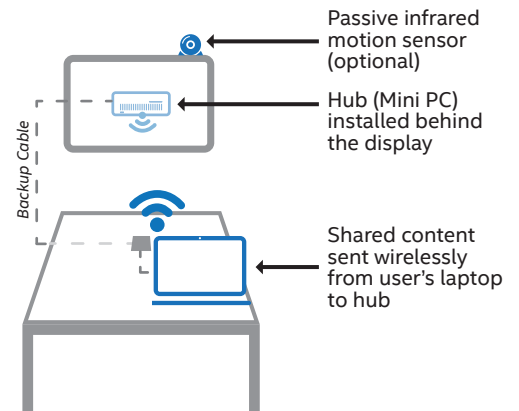 Passive infrared
motion sensor
(optional)
Hub (Mini PC)
installed behind
the display
Backup Cable
Shared content
sent wirelessly
from user's laptop
to hub